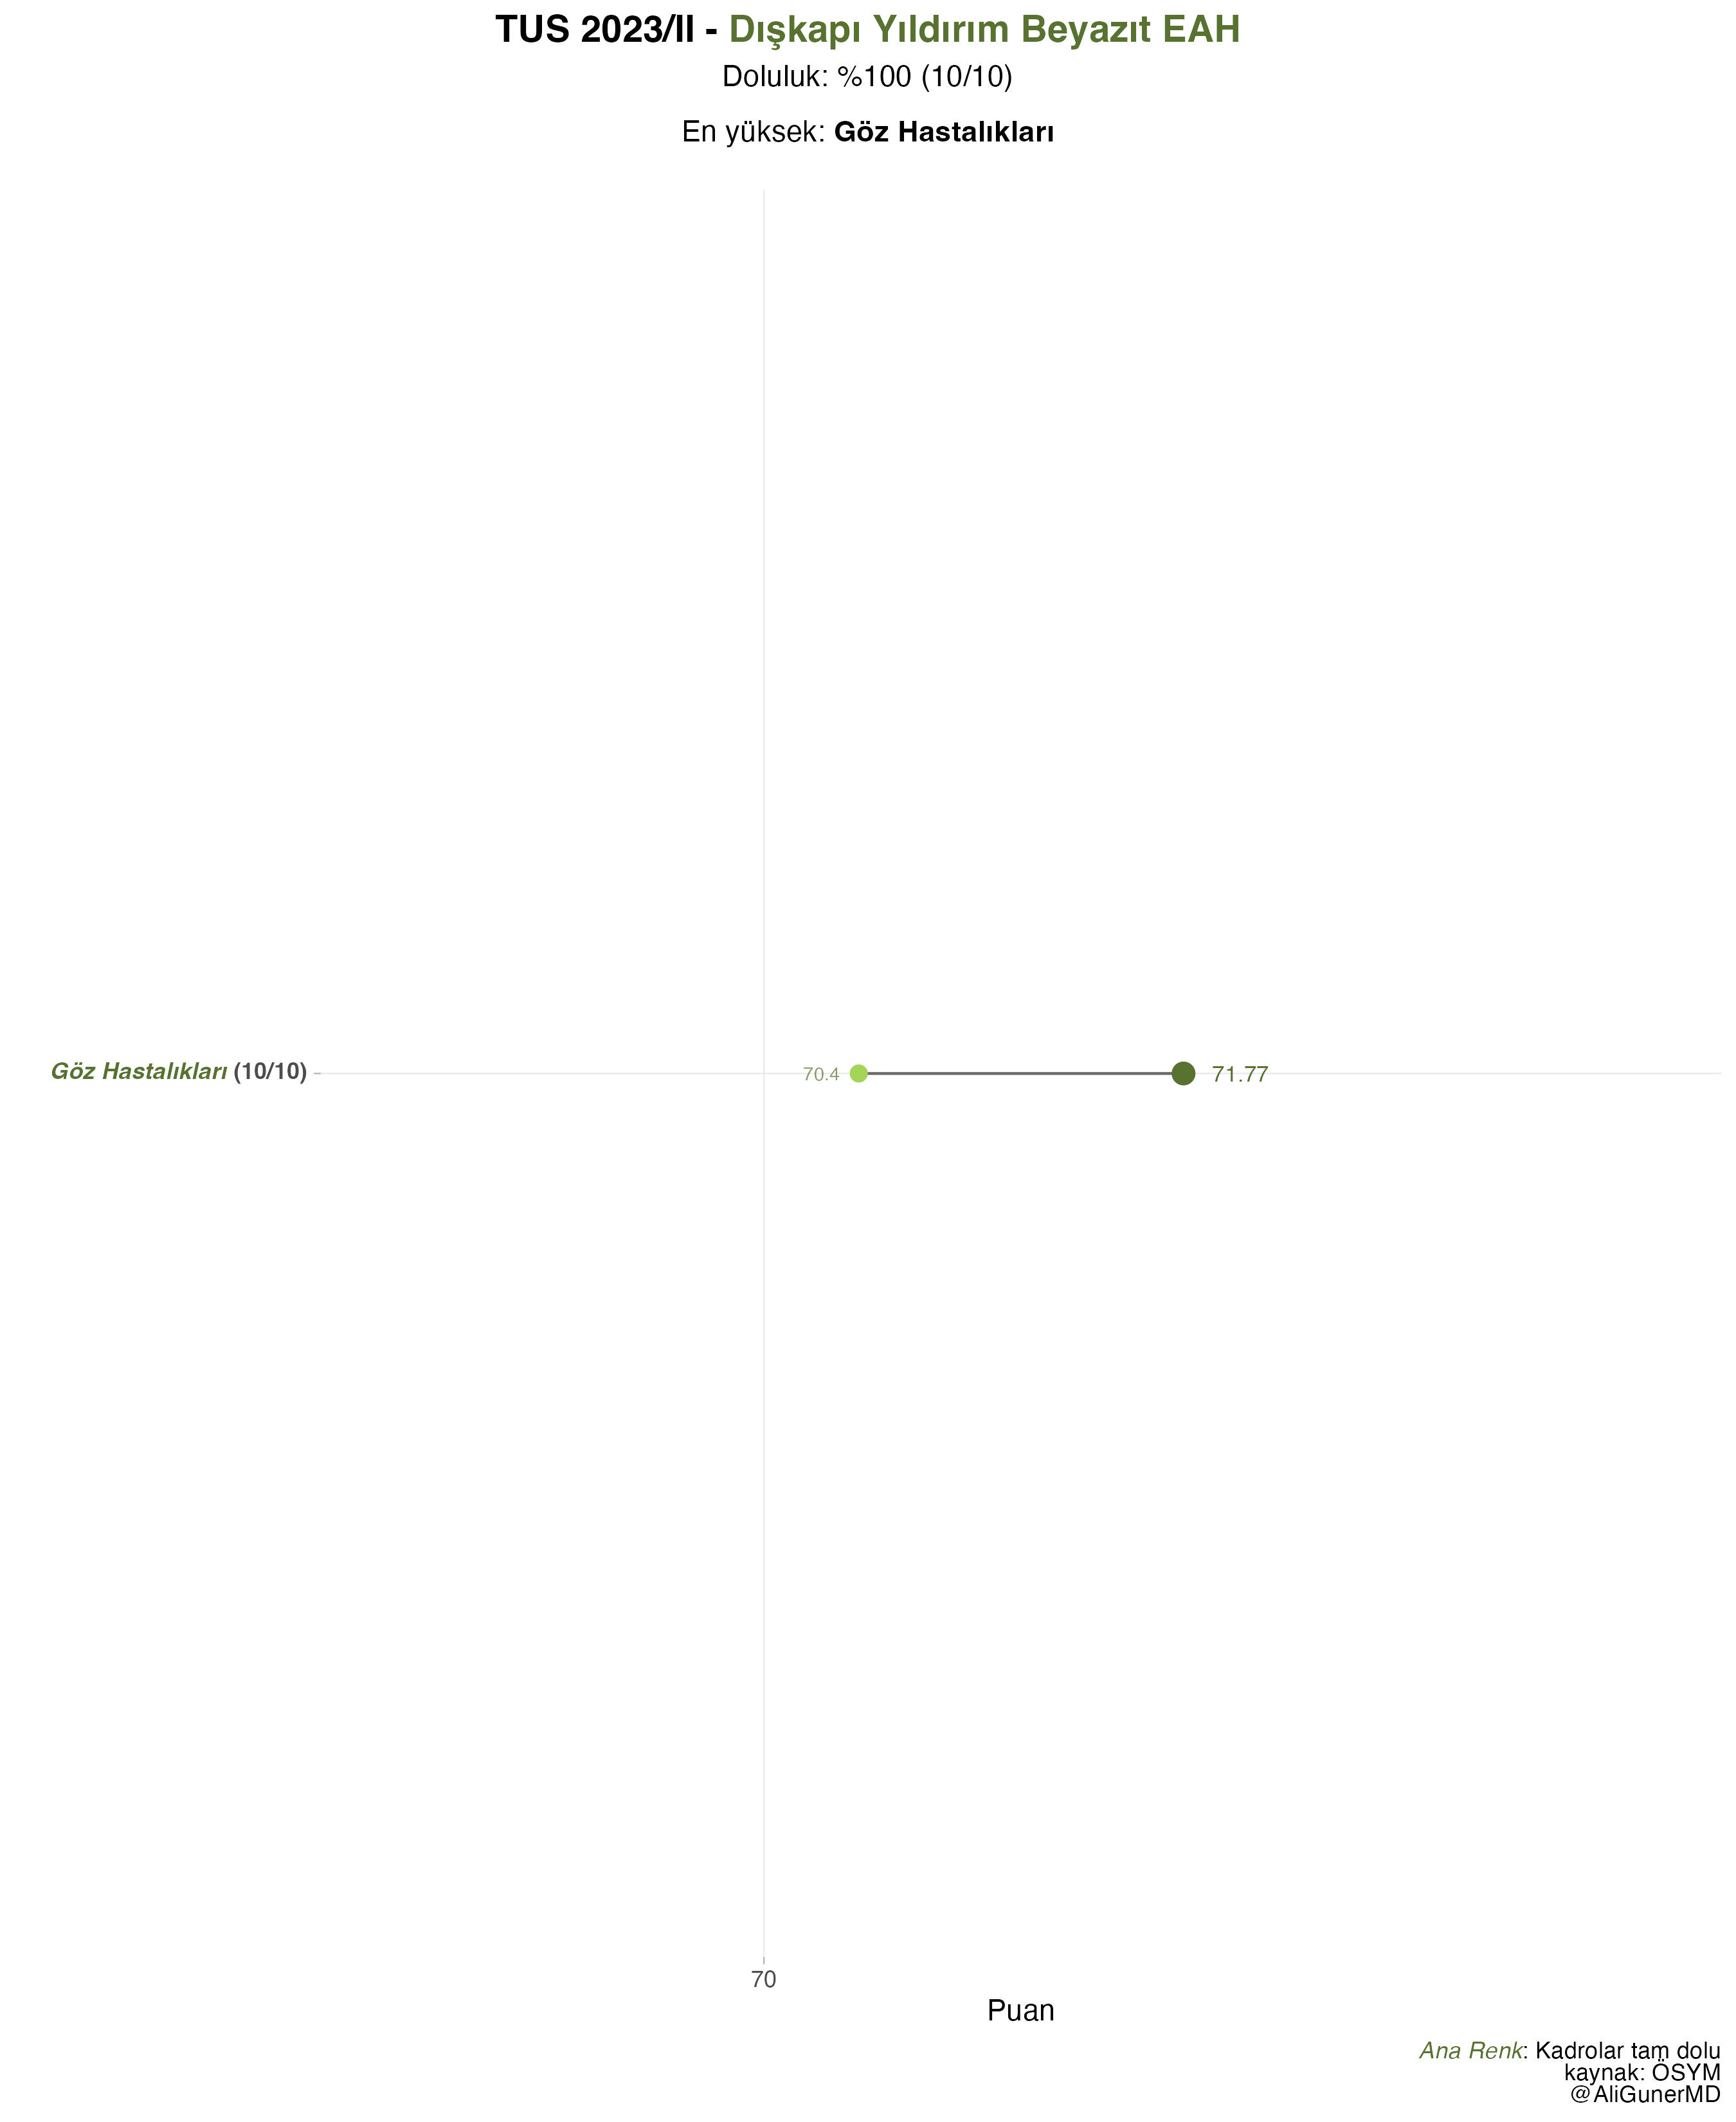 TUS 2023/II - Dışkapı Yıldırım Beyazıt EAH
Doluluk: %100 (10/10)
En yüksek: Göz Hastalıkları
Göz Hastalıkları (10/10)
70.4
71.77
70
Puan
Ana Renk: Kadrolar tam dolu
kaynak: ÖSYM
@AliGunerMD